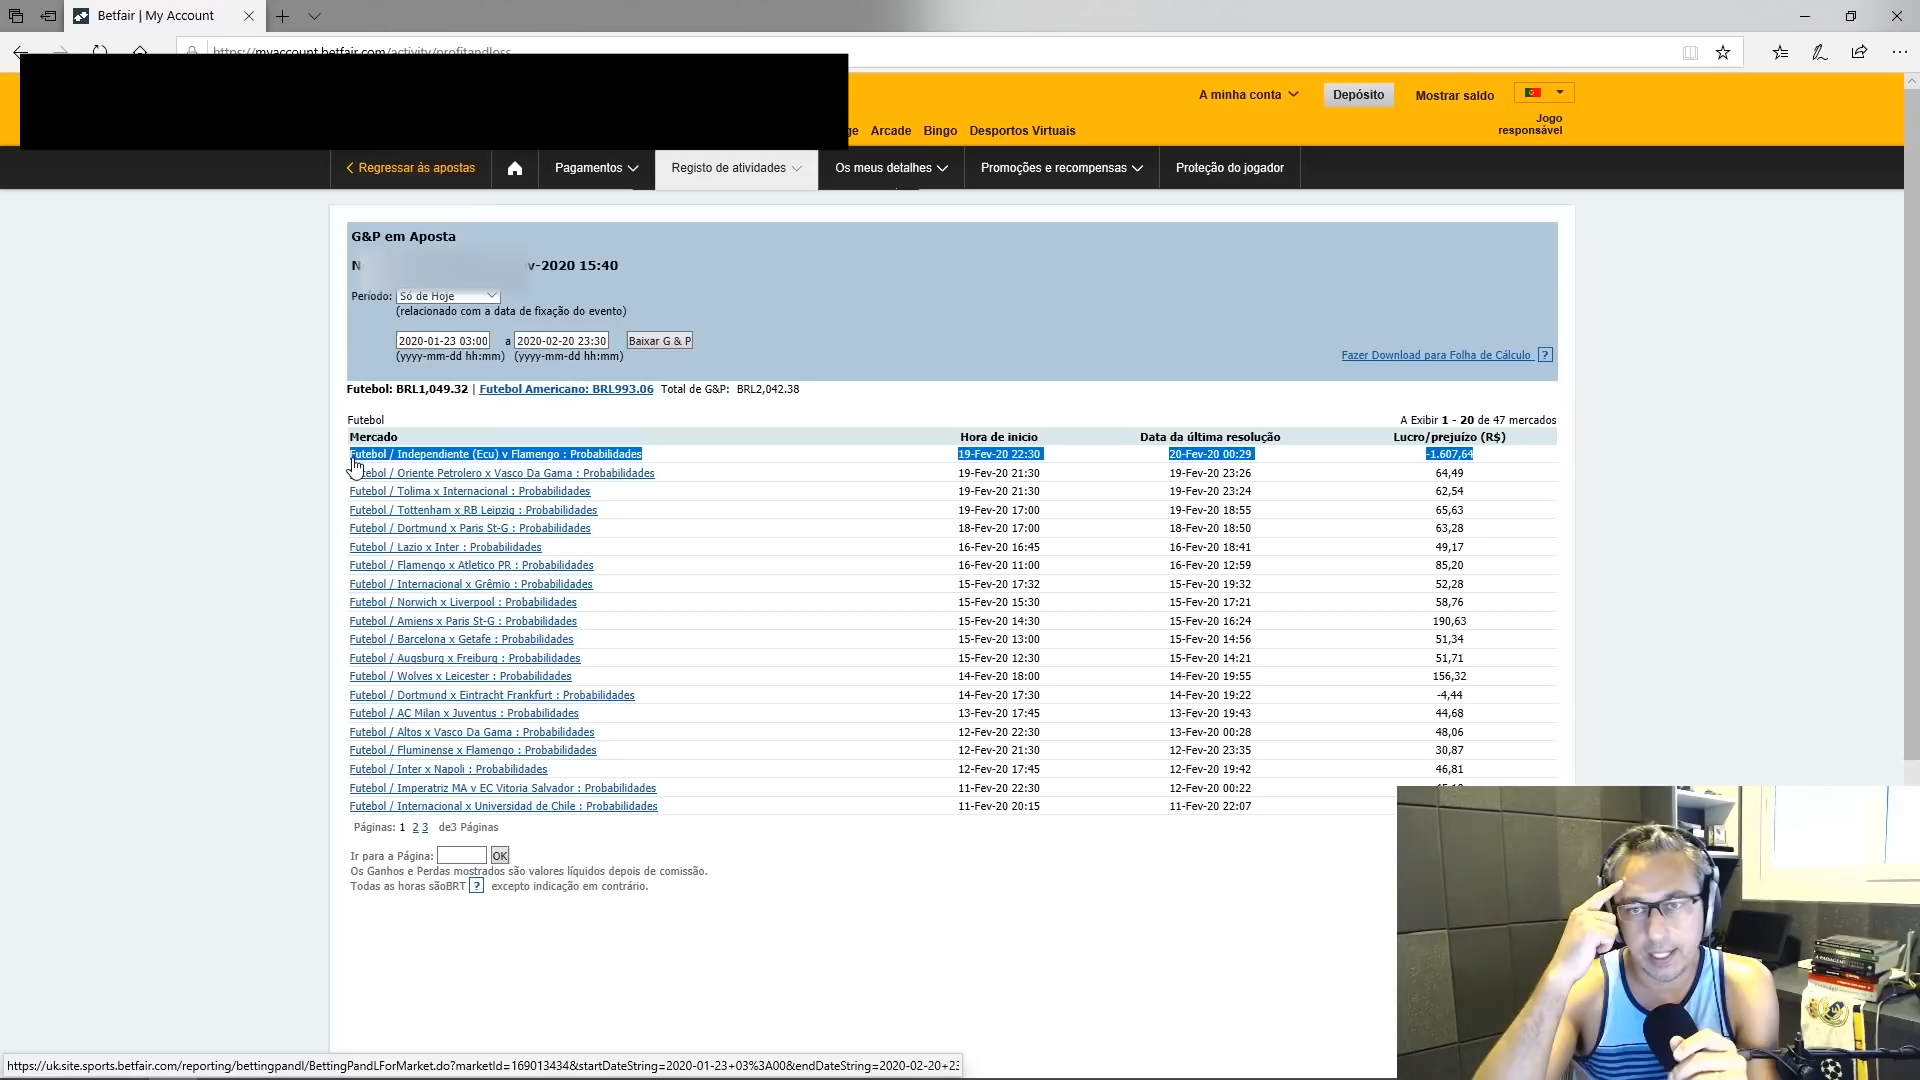 Betfair | My Account
https://myaccount.betfair.com/activity/profitandloss
A minha conta
Depósito
Mostrar saldo
Jogo
responsável
Arcade Bingo Desportos Virtuais
Regressar às apostas
Pagamentos
Registo de atividades
Os meus detalhes
Promoções e recompensas
Proteção do jogador
G&P em Aposta
-2020 15:40
Período: Só de Hoje
(relacionado com a data de fixação do evento)
2020-01-23 03:00 a 2020-02-20 23:30 Baixar G & P
(yyyy-mm-dd hh:mm) (yyyy-mm-dd hh:mm)
Fazer Download para Folha de Cálculo ?
Futebol: BRL1,049.32 | Futebol Americano: BRL993.06 Total de G&P: BRL2,042.38
Futebol A Exibir 1 - 20 de 47 mercados
Mercado Hora de inicio Data da última resolução Lucro/prejuízo (R$)
Futebol / Independiente (Ecu) v Flamengo : Probabilidades 19-Fev-20 22:30 20-Fev-20 00:29 -1.607,64
Futebol / Oriente Petrolero x Vasco Da Gama : Probabilidades 19-Fev-20 21:30 19-Fev-20 23:26 64,49
Futebol / Tolima x Internacional : Probabilidades 19-Fev-20 21:30 19-Fev-20 23:24 62,54
Futebol / Tottenham x RB Leipzig : Probabilidades 19-Fev-20 17:00 19-Fev-20 18:55 65,63
Futebol / Dortmund x Paris St-G : Probabilidades 18-Fev-20 17:00 18-Fev-20 18:50 63,28
Futebol / Lazio x Inter : Probabilidades 16-Fev-20 16:45 16-Fev-20 18:41 49,17
Futebol / Flamengo x Atletico PR : Probabilidades 16-Fev-20 11:00 16-Fev-20 12:59 85,20
Futebol / Internacional x Grêmio : Probabilidades 15-Fev-20 17:32 15-Fev-20 19:32 52,28
Futebol / Norwich x Liverpool : Probabilidades 15-Fev-20 15:30 15-Fev-20 17:21 58,76
Futebol / Amiens x Paris St-G : Probabilidades 15-Fev-20 14:30 15-Fev-20 16:24 190,63
Futebol / Barcelona x Getafe : Probabilidades 15-Fev-20 13:00 15-Fev-20 14:56 51,34
Futebol / Augsburg x Freiburg : Probabilidades 15-Fev-20 12:30 15-Fev-20 14:21 51,71
Futebol / Wolves x Leicester : Probabilidades 14-Fev-20 18:00 14-Fev-20 19:55 156,32
Futebol / Dortmund x Eintracht Frankfurt : Probabilidades 14-Fev-20 17:30 14-Fev-20 19:22 -4,44
Futebol / AC Milan x Juventus : Probabilidades 13-Fev-20 17:45 13-Fev-20 19:43 44,68
Futebol / Altos x Vasco Da Gama : Probabilidades 12-Fev-20 22:30 13-Fev-20 00:28 48,06
Futebol / Fluminense x Flamengo : Probabilidades 12-Fev-20 21:30 12-Fev-20 23:35 30,87
Futebol / Inter x Napoli : Probabilidades 12-Fev-20 17:45 12-Fev-20 19:42 46,81
Futebol / Imperatriz MA v EC Vitoria Salvador : Probabilidades 11-Fev-20 22:30 12-Fev-20 00:22
Futebol / Internacional x Universidad de Chile : Probabilidades 11-Fev-20 20:15 11-Fev-20 22:07
Páginas: 1 2 3 de3 Páginas
Ir para a Página: OK
Os Ganhos e Perdas mostrados são valores líquidos depois de comissão.
Todas as horas sãoBRT ? excepto indicação em contrário.
https://uk.site.sports.betfair.com/reporting/bettingpandl/BettingPandLForMarket.do?marketId=169013434&startDateString=2020-01-23+03%3A00&endDateString=2020-02-20+23